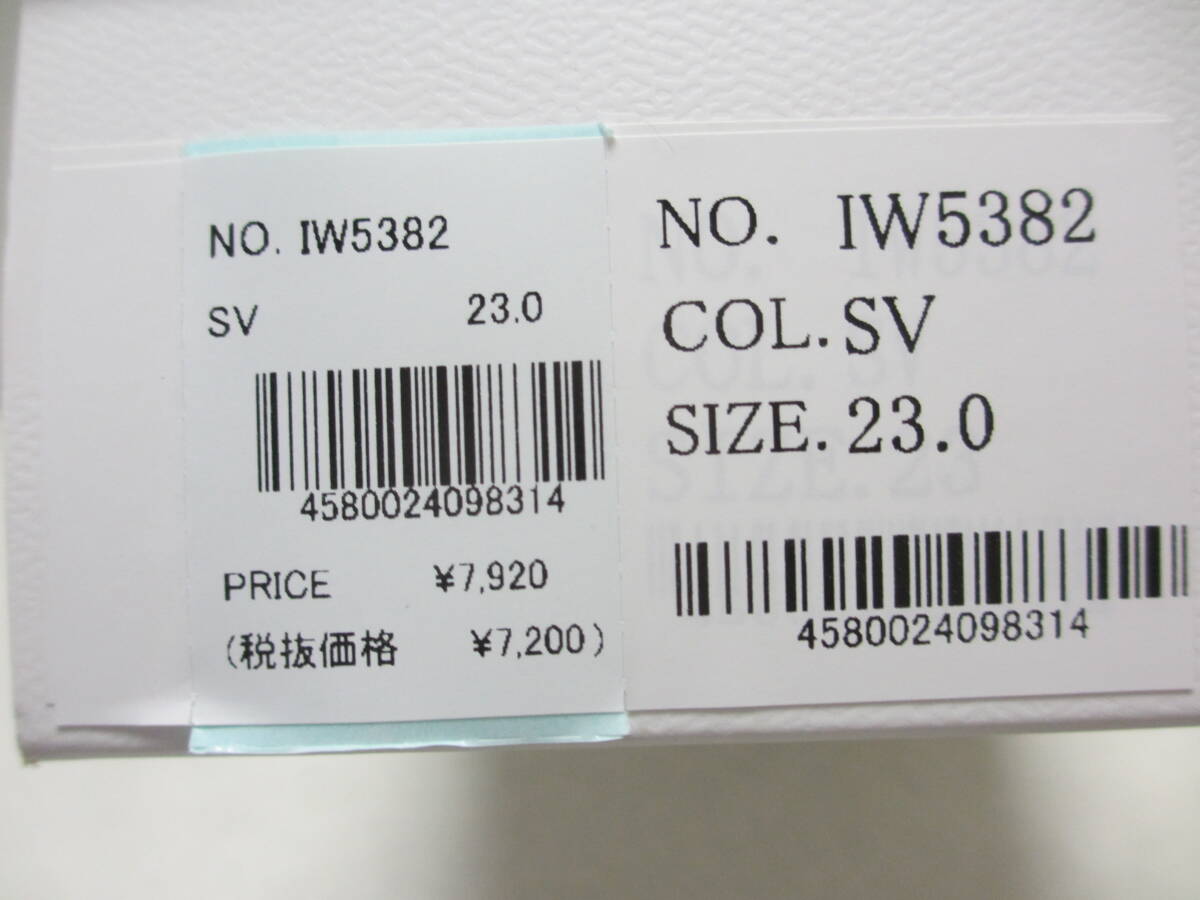 NO. IW5382
SV 23.0
4580024098314
PRICE ¥7,920
(税抜価格 ¥7,200)
NO. IW5382
COL. SV
SIZE. 23.0
4580024098314